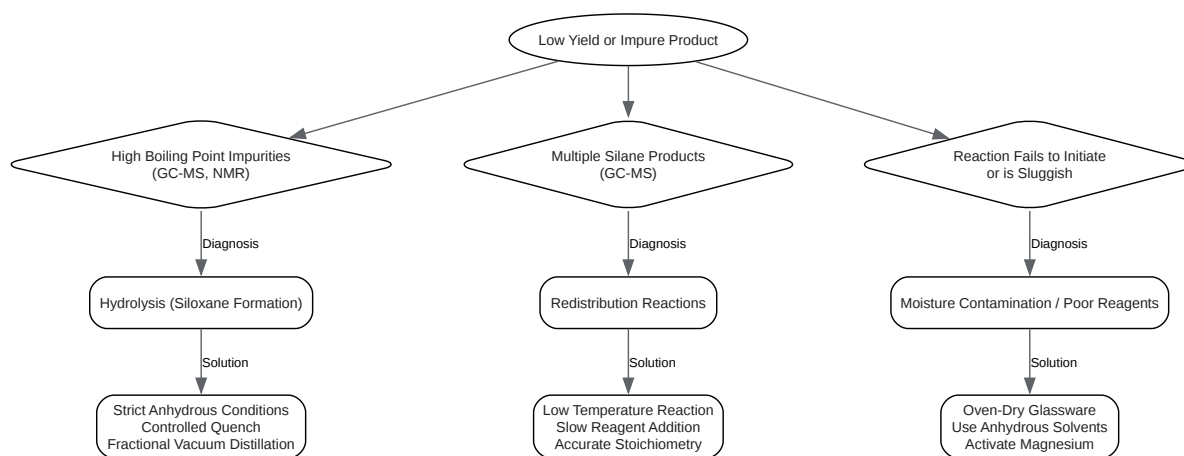 Low Yield or Impure Product
High Boiling Point Impurities
(GC-MS, NMR)
Multiple Silane Products
(GC-MS)
Reaction Fails to Initiate
or is Sluggish
Diagnosis
Diagnosis
Diagnosis
Hydrolysis (Siloxane Formation)
Redistribution Reactions
Moisture Contamination / Poor Reagents
Solution
Solution
Solution
Strict Anhydrous Conditions
Controlled Quench
Fractional Vacuum Distillation
Low Temperature Reaction
Slow Reagent Addition
Accurate Stoichiometry
Oven-Dry Glassware
Use Anhydrous Solvents
Activate Magnesium